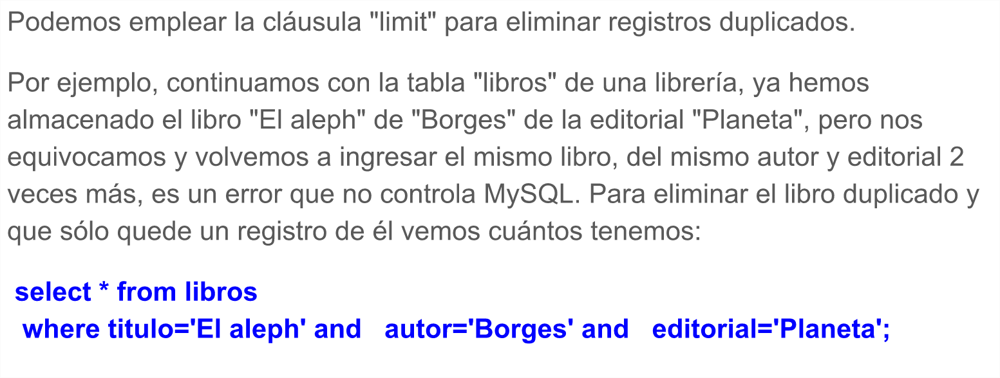 Podemos emplear la cláusula "limit" para eliminar registros duplicados.
Por ejemplo, continuamos con la tabla "libros" de una librería, ya hemos
almacenado el libro "El aleph" de "Borges" de la editorial "Planeta", pero nos
equivocamos y volvemos a ingresar el mismo libro, del mismo autor y editorial 2
veces más, es un error que no controla MySQL. Para eliminar el libro duplicado y
que sólo quede un registro de él vemos cuántos tenemos:
select * from libros
where titulo='El aleph' and   autor='Borges' and   editorial='Planeta';